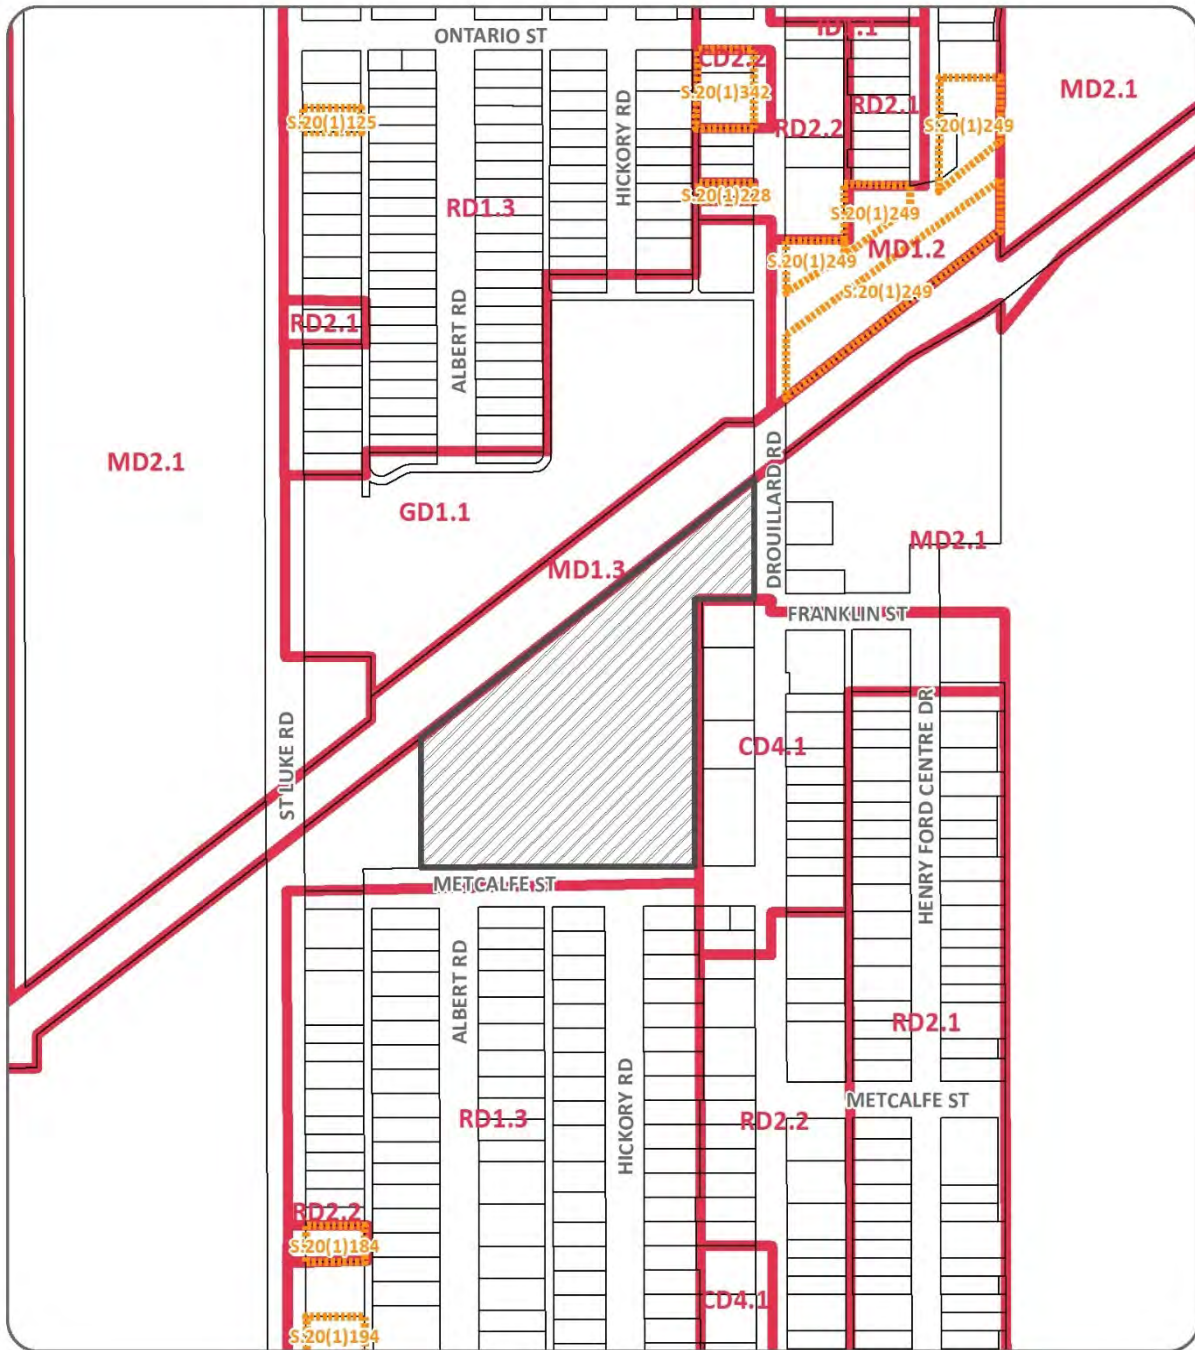 ONTARIO ST
CD2.2
MD2.1
S.20(1)342
RD2.1
S.20(1)125
S.20(1)249
RD2.2
HICKORY RD
S.20(1)228
RD1.3
S.20(1)249
MD1.2
S.20(1)249
S.20(1)249
RD2.1
ALBERT RD
MD2.1
DROUILLARD RD
GD1.1
MD2.1
MD1.3
FRANKLIN ST
CD4.1
ST LUKE RD
HENRY FORD CENTRE DR
METCALFE ST
ALBERT RD
RD2.1
METCALFE ST
RD1.3
HICKORY RD
RD2.2
RD2.2
S.20(1)184
CD4.1
S.20(1)194